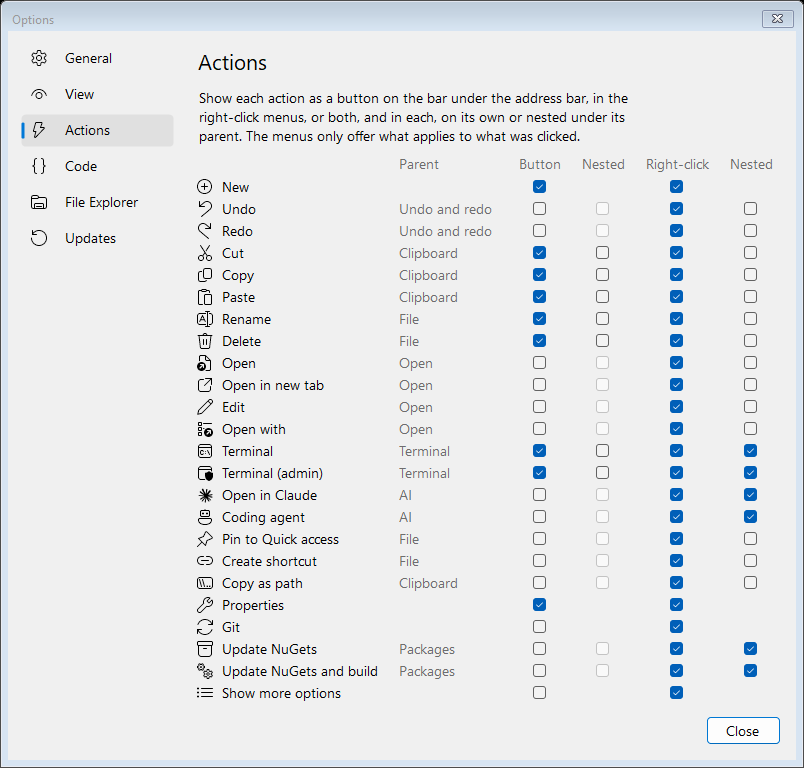 Options
General
View
Actions
Code
File Explorer
Updates
Actions
Show each action as a button on the bar under the address bar, in the
right-click menus, or both, and in each, on its own or nested under its
parent. The menus only offer what applies to what was clicked.
Parent Button Nested Right-click Nested
New
Undo Undo and redo
Redo Undo and redo
Cut Clipboard
Copy Clipboard
Paste Clipboard
Rename File
Delete File
Open Open
Open in new tab Open
Edit Open
Open with Open
Terminal Terminal
Terminal (admin) Terminal
Open in Claude AI
Coding agent AI
Pin to Quick access File
Create shortcut File
Copy as path Clipboard
Properties
Git
Update NuGets Packages
Update NuGets and build Packages
Show more options
Close